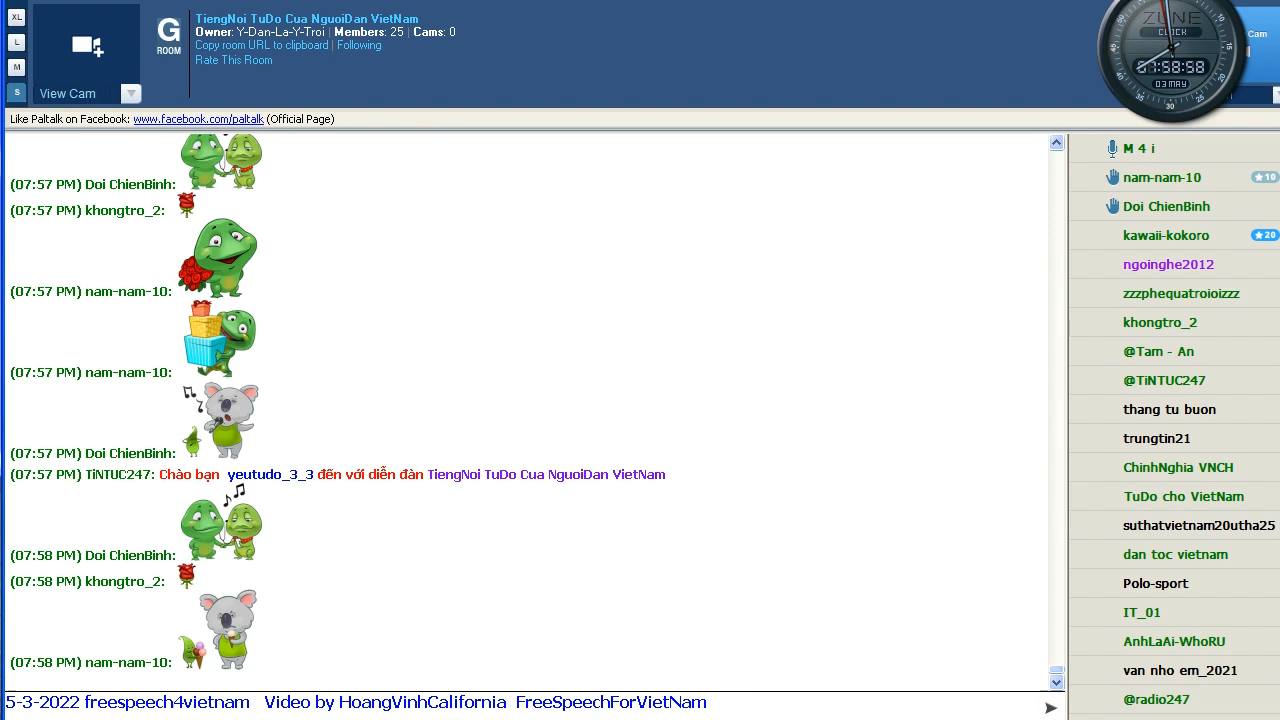 XL
L
M
S
View Cam
G
ROOM
TiengNoi TuDo Cua NguoiDan VietNam
Owner: Y-Dan-La-Y-Troi | Members: 25 | Cams: 0
Copy room URL to clipboard | Following
Rate This Room
ZUNE
CLOCK
07:58:58
03 MAY
Cam
Like Paltalk on Facebook: www.facebook.com/paltalk (Official Page)
(07:57 PM) Doi ChienBinh:
(07:57 PM) khongtro_2:
(07:57 PM) nam-nam-10:
(07:57 PM) nam-nam-10:
(07:57 PM) Doi ChienBinh:
(07:57 PM) TiNTUC247: Chào bạn yeutudo_3_3 đến với diễn đàn TiengNoi TuDo Cua NguoiDan VietNam
(07:58 PM) Doi ChienBinh:
(07:58 PM) khongtro_2:
(07:58 PM) nam-nam-10:
M 4 i
nam-nam-10 10
Doi ChienBinh
kawaii-kokoro 20
ngoinghe2012
zzzphequatroioizzz
khongtro_2
@Tam - An
@TiNTUC247
thang tu buon
trungtin21
ChinhNghia VNCH
TuDo cho VietNam
suthatvietnam20utha25
dan toc vietnam
Polo-sport
IT_01
AnhLaAi-WhoRU
van nho em_2021
@radio247
5-3-2022 freespeech4vietnam Video by HoangVinhCalifornia FreeSpeechForVietNam